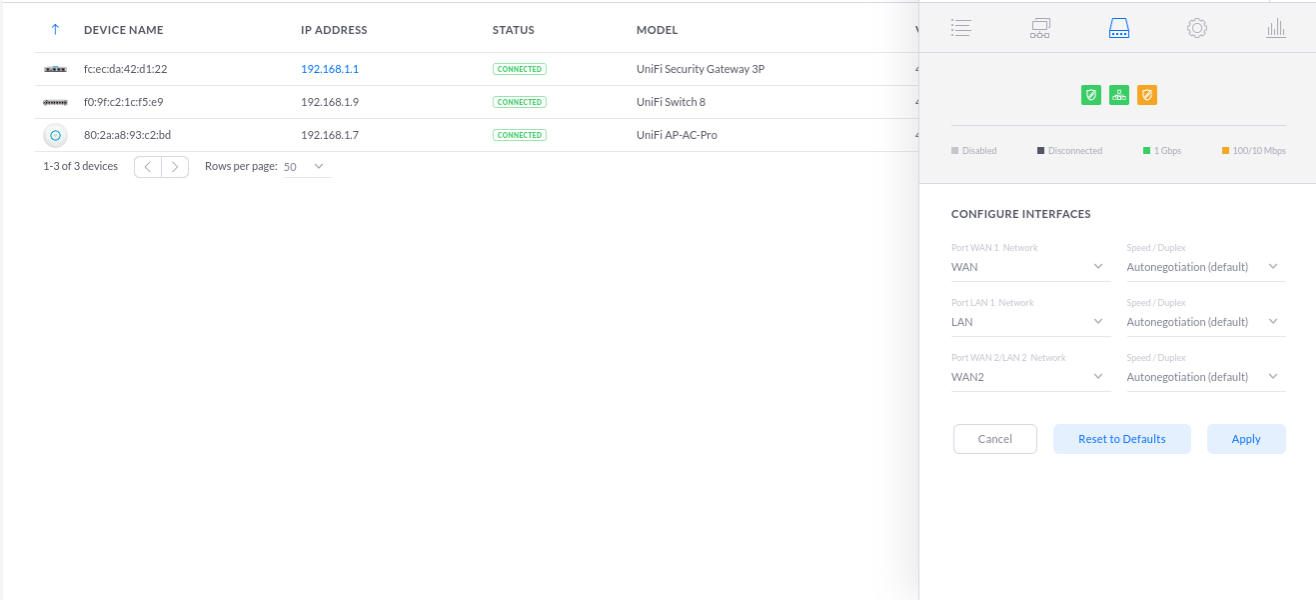 DEVICE NAME IP ADDRESS STATUS MODEL
fc:ec:da:42:d1:22 192.168.1.1 CONNECTED UniFi Security Gateway 3P
f0:9f:c2:1c:f5:e9 192.168.1.9 CONNECTED UniFi Switch 8
80:2a:a8:93:c2:bd 192.168.1.7 CONNECTED UniFi AP-AC-Pro
1-3 of 3 devices Rows per page: 50
Disabled Disconnected 1 Gbps 100/10 Mbps
CONFIGURE INTERFACES
Port WAN 1 Network Speed / Duplex
WAN Autonegotiation (default)
Port LAN 1 Network Speed / Duplex
LAN Autonegotiation (default)
Port WAN 2/LAN 2 Network Speed / Duplex
WAN2 Autonegotiation (default)
Cancel Reset to Defaults Apply